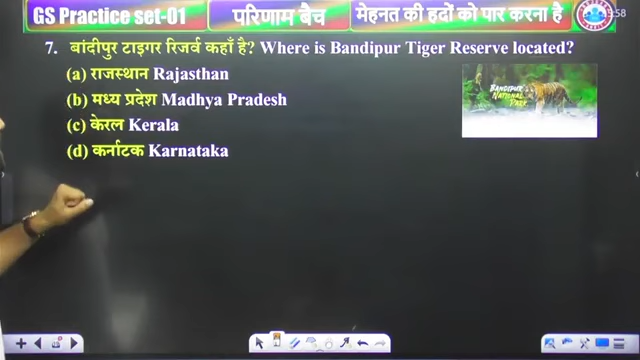 GS Practice set-01
परिणाम बैच
मेहनत की हदों को पार करना है
:58
7. बांदीपुर टाइगर रिजर्व कहाँ है? Where is Bandipur Tiger Reserve located?
BANDIPUR
NATIONAL
PARK
(a) राजस्थान Rajasthan
(b) मध्य प्रदेश Madhya Pradesh
(c) केरल Kerala
(d) कर्नाटक Karnataka